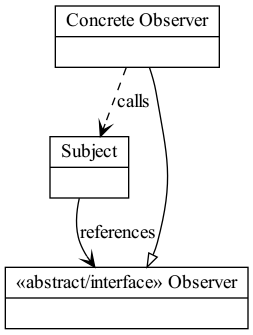 Concrete Observer
calls
Subject
references
«abstract/interface» Observer